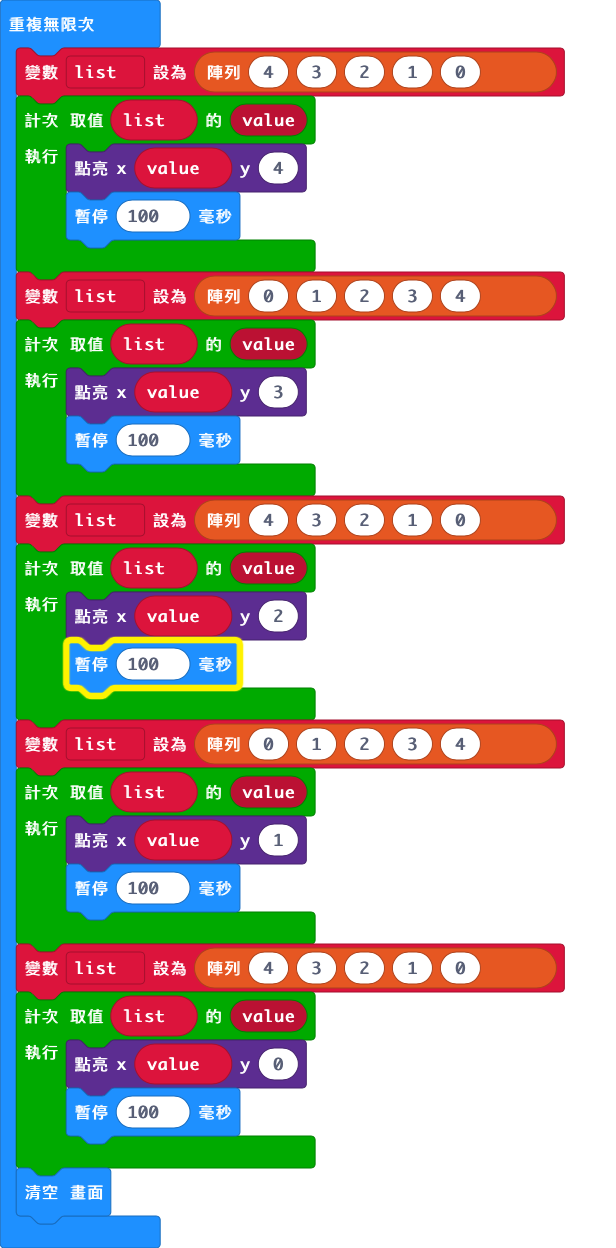 重複無限次
變數 list 設為 陣列 4 3 2 1 0
計次 取值 list 的 value
執行 點亮 x value y 4
暫停 100 毫秒
變數 list 設為 陣列 0 1 2 3 4
計次 取值 list 的 value
執行 點亮 x value y 3
暫停 100 毫秒
變數 list 設為 陣列 4 3 2 1 0
計次 取值 list 的 value
執行 點亮 x value y 2
暫停 100 毫秒
變數 list 設為 陣列 0 1 2 3 4
計次 取值 list 的 value
執行 點亮 x value y 1
暫停 100 毫秒
變數 list 設為 陣列 4 3 2 1 0
計次 取值 list 的 value
執行 點亮 x value y 0
暫停 100 毫秒
清空 畫面